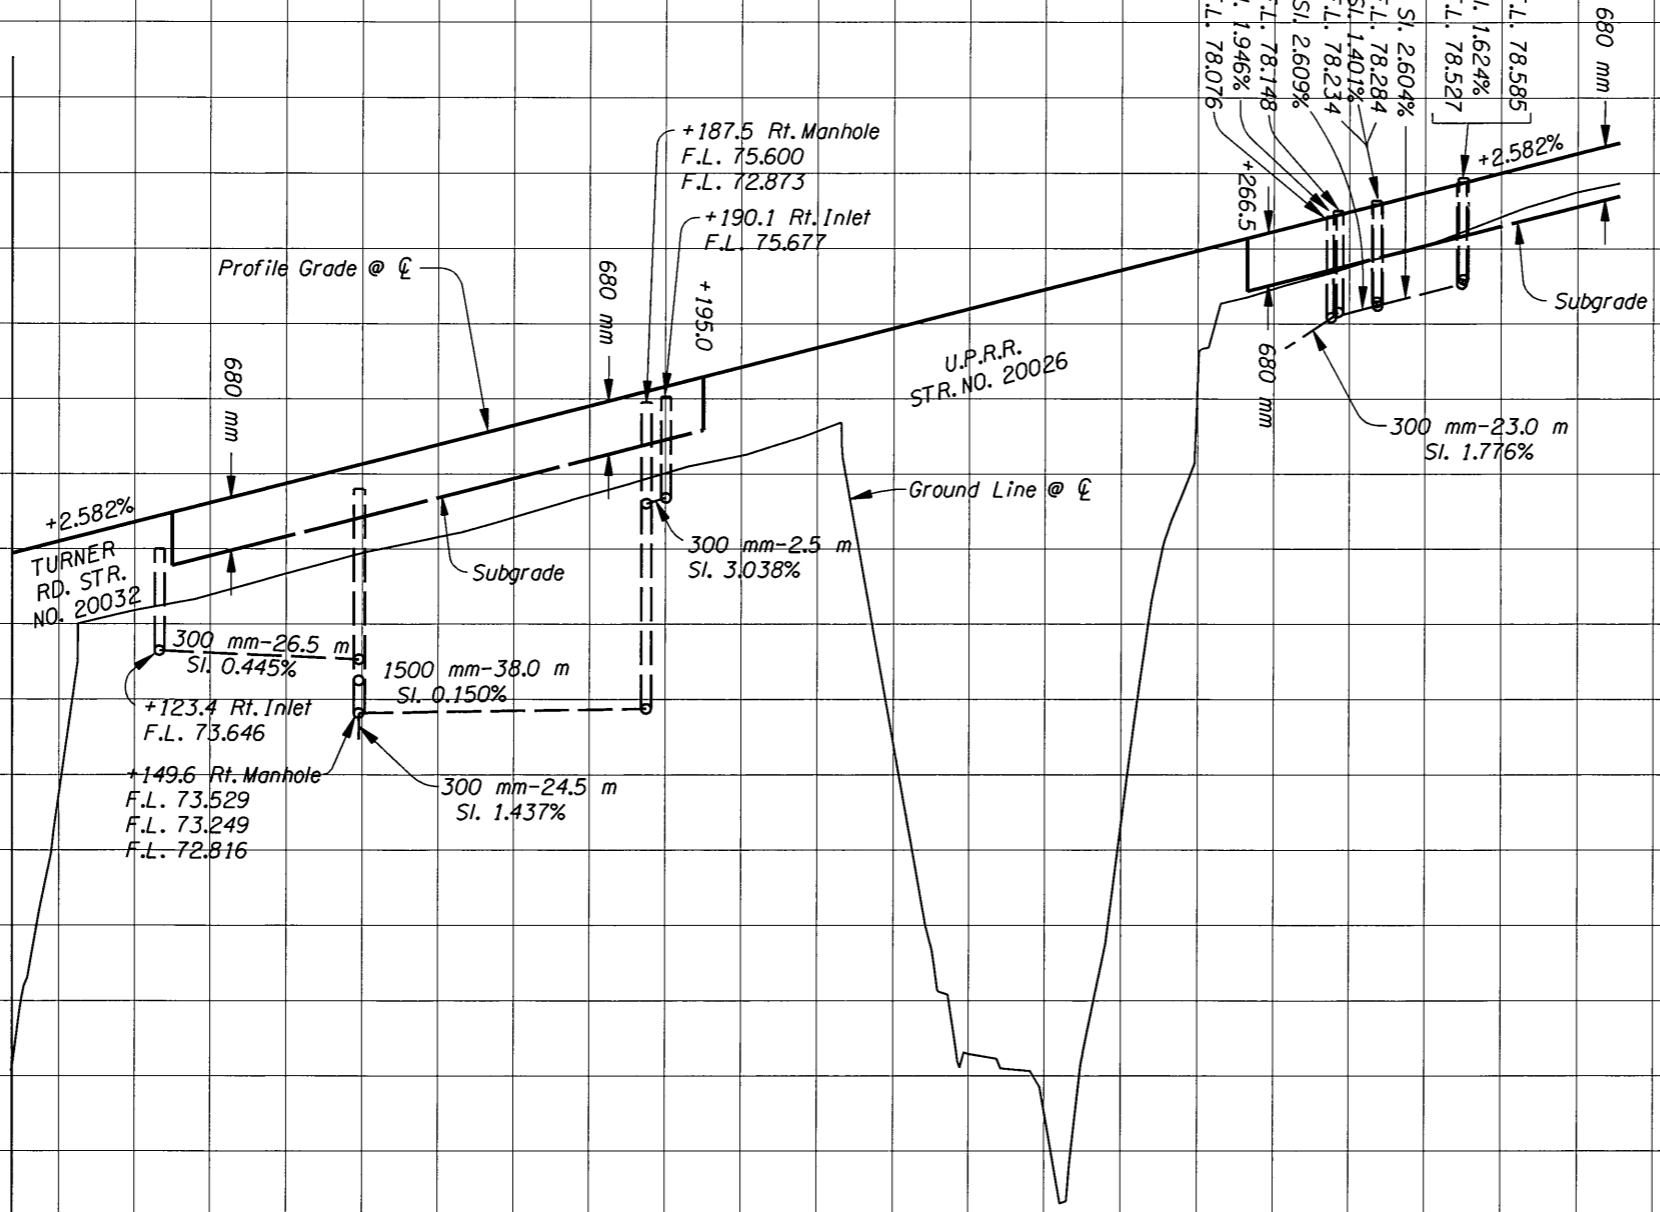 F.L. 78.076
Sl. 1.946%
F.L. 78.148
Sl. 2.609%
F.L. 78.234
Sl. 1.401%
F.L. 78.284
Sl. 2.604%
F.L. 78.527
Sl. 1.624%
F.L. 78.585
680 mm
+187.5 Rt. Manhole
F.L. 75.600
F.L. 72.873
+190.1 Rt. Inlet
F.L. 75.677
+266.5
+2.582%
Profile Grade @ ℄
680 mm
+195.0
Subgrade
U.P.R.R.
STR. NO. 20026
680 mm
680 mm
300 mm-23.0 m
Sl. 1.776%
Ground Line @ ℄
+2.582%
TURNER
RD. STR.
NO. 20032
Subgrade
300 mm-2.5 m
Sl. 3.038%
300 mm-26.5 m
Sl. 0.445%
1500 mm-38.0 m
Sl. 0.150%
+123.4 Rt. Inlet
F.L. 73.646
+149.6 Rt. Manhole
F.L. 73.529
F.L. 73.249
F.L. 72.816
300 mm-24.5 m
Sl. 1.437%